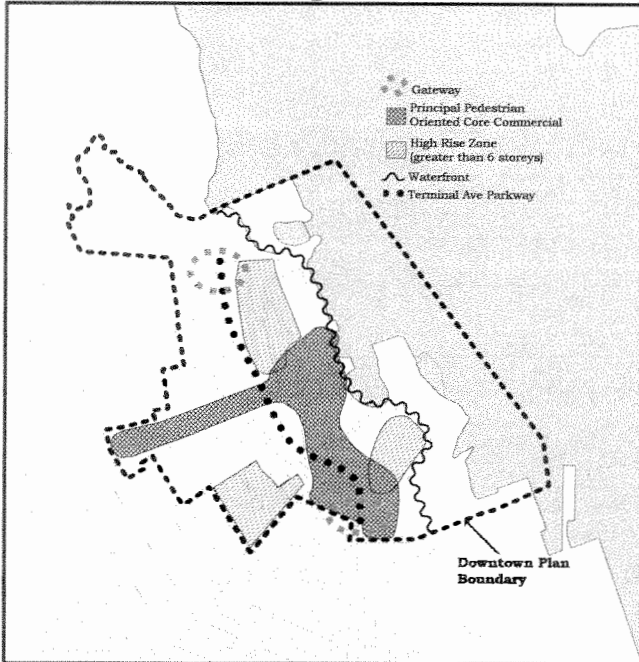 Gateway
Principal Pedestrian
Oriented Core Commercial
High Rise Zone
(greater than 6 storeys)
Waterfront
Terminal Ave Parkway
Downtown Plan
Boundary